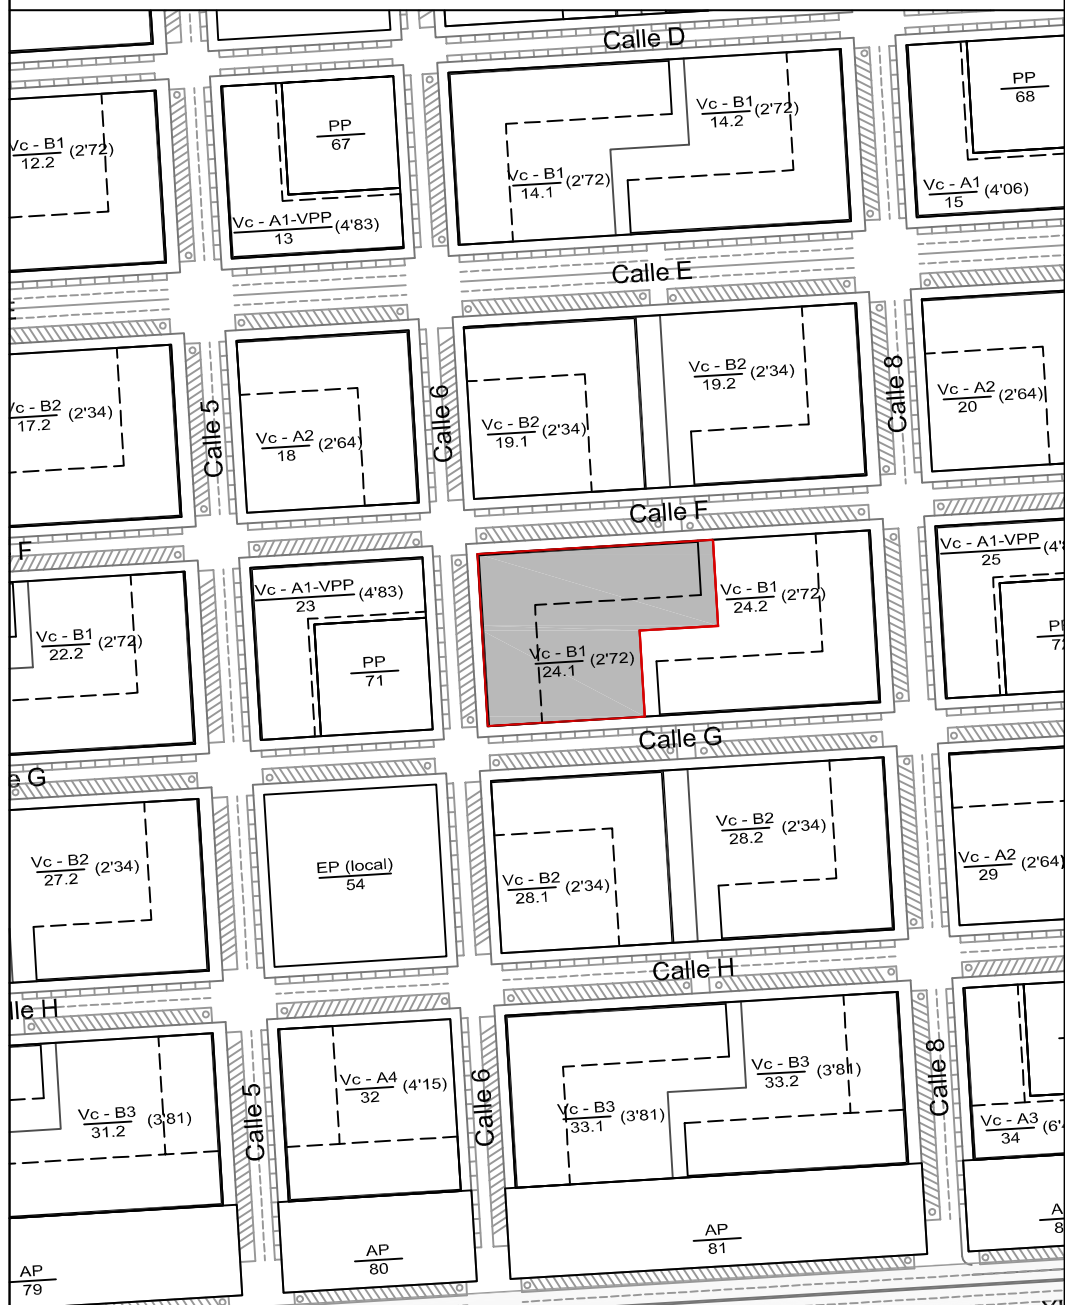 Calle D
PP
67
PP
68
Vc - B1 (2'72)
12.2
Vc - B1 (2'72)
14.2
Vc - B1 (2'72)
14.1
Vc - A1-VPP (4'83)
13
Vc - A1 (4'06)
15
Calle E
Vc - B2 (2'34)
17.2
Calle 5
Vc - A2 (2'64)
18
Calle 6
Vc - B2 (2'34)
19.1
Vc - B2 (2'34)
19.2
Calle 8
Vc - A2 (2'64)
20
Calle F
F
Vc - B1 (2'72)
22.2
Vc - A1-VPP (4'83)
23
PP
71
Vc - B1 (2'72)
24.1
Vc - B1 (2'72)
24.2
Vc - A1-VPP
25
Calle G
e G
Vc - B2 (2'34)
27.2
EP (local)
54
Vc - B2 (2'34)
28.1
Vc - B2 (2'34)
28.2
Vc - A2 (2'64)
29
Calle H
lle H
Vc - B3 (3'81)
31.2
Calle 5
Vc - A4 (4'15)
32
Calle 6
Vc - B3 (3'81)
33.1
Vc - B3 (3'81)
33.2
Calle 8
Vc - A3
34
AP
79
AP
80
AP
81